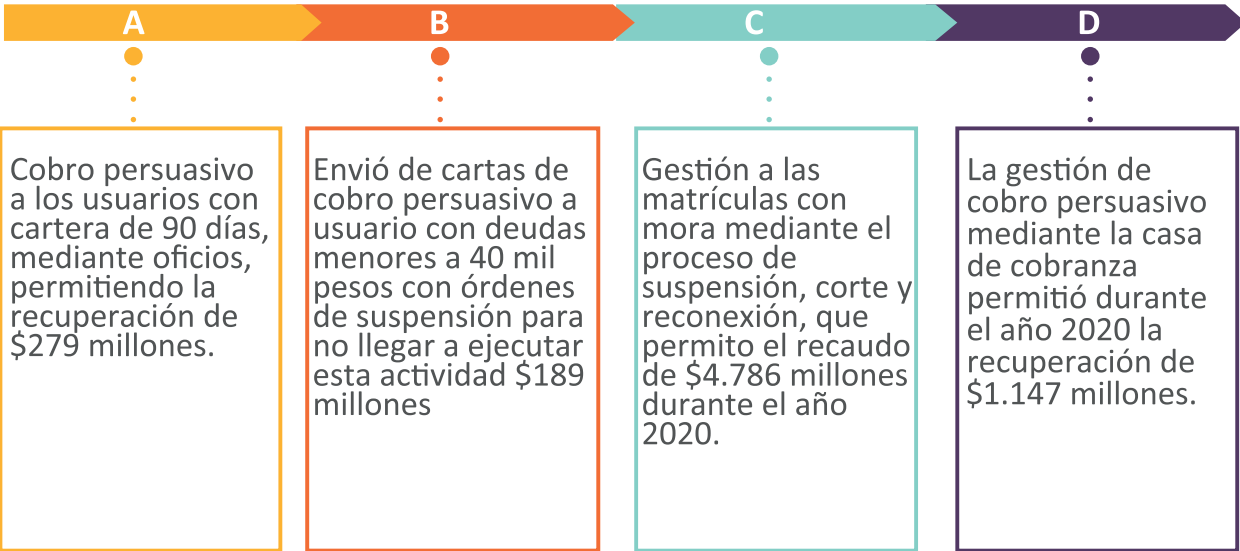 A
B
C
D
Cobro persuasivo
a los usuarios con
cartera de 90 días,
mediante oficios,
permitiendo la
recuperación de
$279 millones.
Envió de cartas de
cobro persuasivo a
usuario con deudas
menores a 40 mil
pesos con órdenes
de suspensión para
no llegar a ejecutar
esta actividad $189
millones
Gestión a las
matrículas con
mora mediante el
proceso de
suspensión, corte y
reconexión, que
permito el recaudo
de $4.786 millones
durante el año
2020.
La gestión de
cobro persuasivo
mediante la casa
de cobranza
permitió durante
el año 2020 la
recuperación de
$1.147 millones.